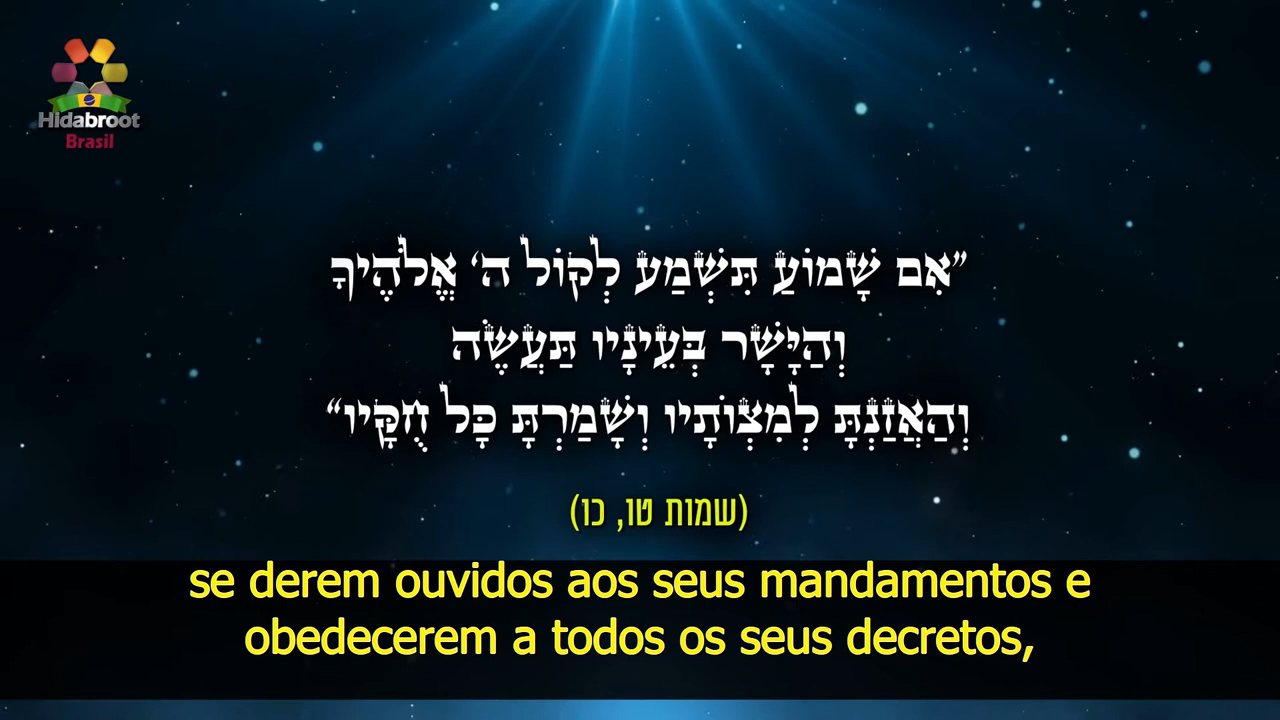 Hidabroot
Brasil
"אִם שָׁמוֹעַ תִּשְׁמַע לְקוֹל ה' אֱלֹהֶיךָ
וְהַיָּשָׁר בְּעֵינָיו תַּעֲשֶׂה
וְהַאֲזַנְתָּ לְמִצְוֹתָיו וְשָׁמַרְתָּ כָּל חֻקָּיו"
(שמות טו, כו)
se derem ouvidos aos seus mandamentos e
obedecerem a todos os seus decretos,